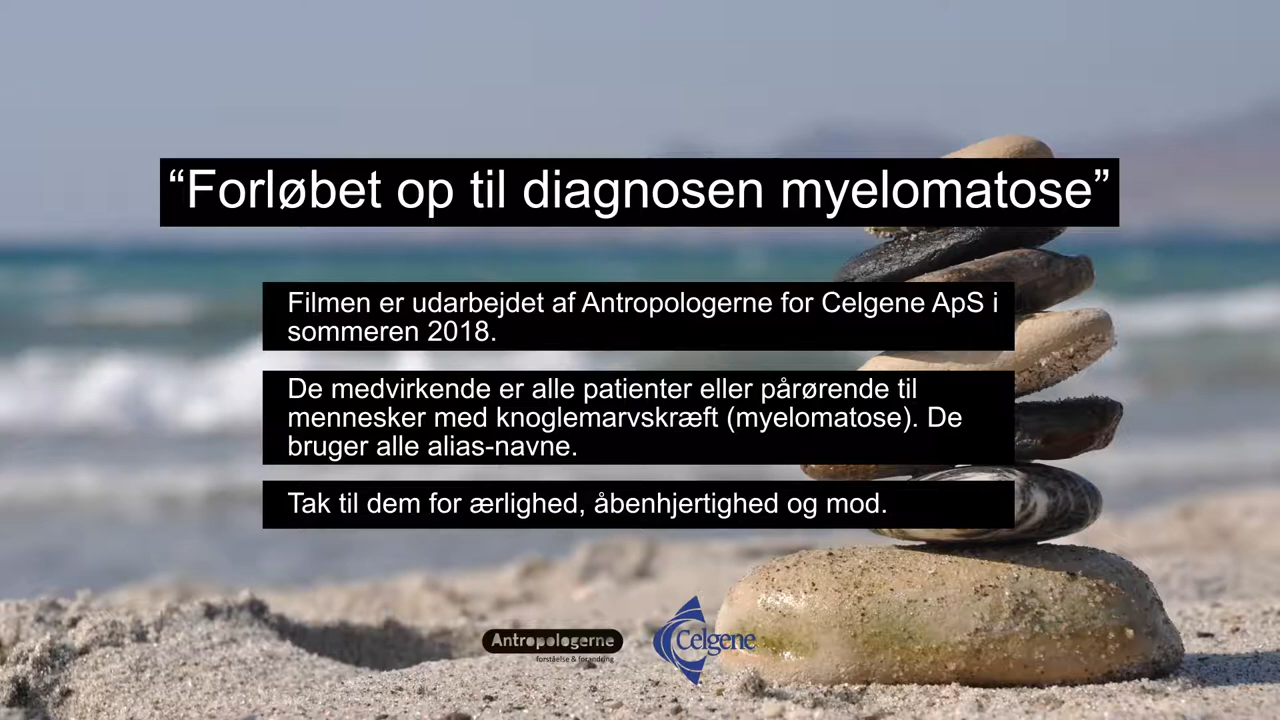 “Forløbet op til diagnosen myelomatose”
Filmen er udarbejdet af Antropologerne for Celgene ApS i
sommeren 2018.
De medvirkende er alle patienter eller pårørende til
mennesker med knoglemarvskræft (myelomatose). De
bruger alle alias-navne.
Tak til dem for ærlighed, åbenhjertighed og mod.
Antropologerne
forståelse & forandring
Celgene